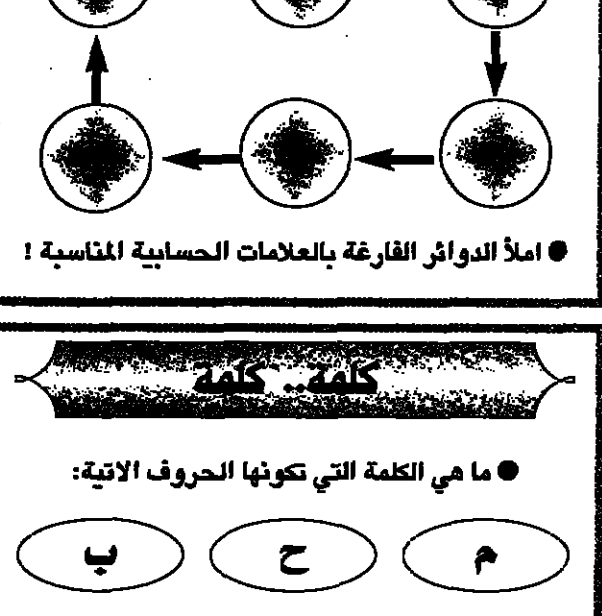 ● املأ الدوائر الفارغة بالعلامات الحسابية المناسبة !
كلمة.. كلمة
● ما هي الكلمة التي تكونها الحروف الاتية:
م ح ب